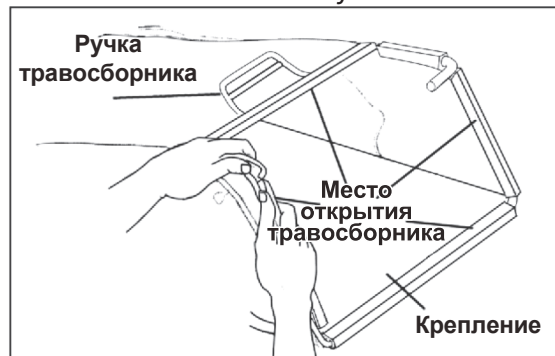 Ручка
травосборника
Место
открытия
травосборника
Крепление